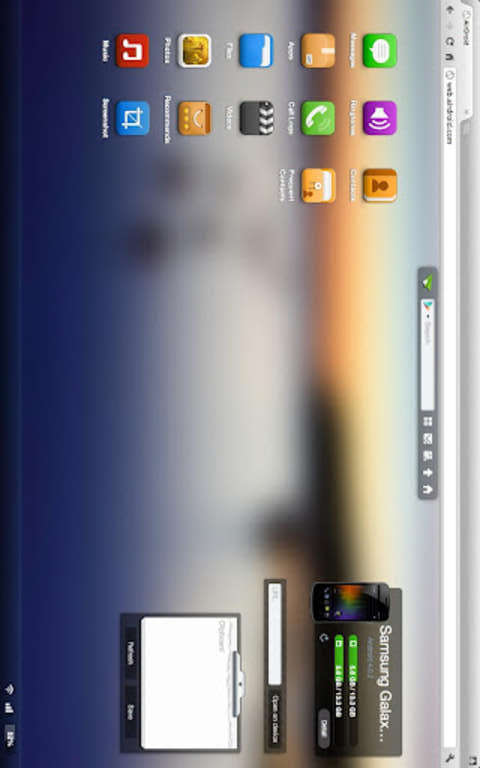 AirDroid
web.airdroid.com
Search
Messages
Ringtones
Contacts
Apps
Call Logs
Frequent
Contacts
Files
Videos
Photos
Recommends
Music
Screenshot
Samsung Galax...
Android 4.0.2
Detail
URL
Open on device
Clipboard
Refresh
Save